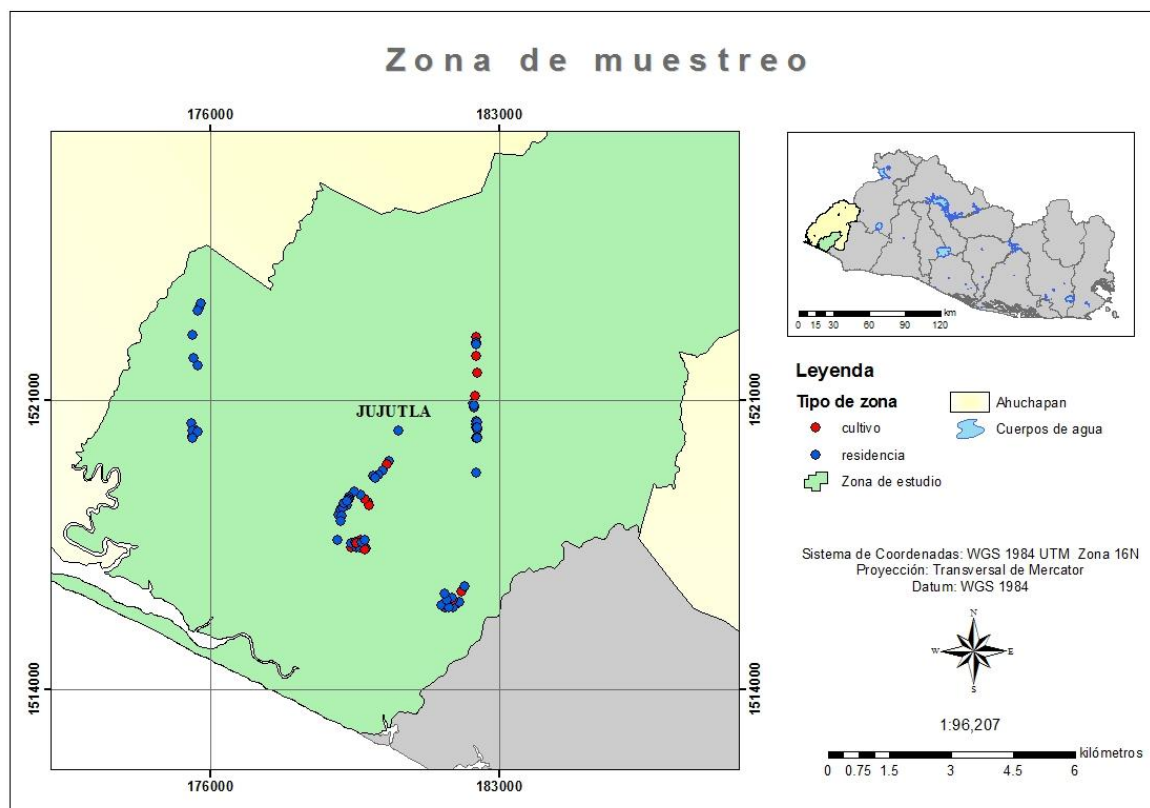 Zona de muestreo
176000
183000
1521000
1521000
JUJUTLA
1514000
1514000
176000
183000
km
0 15 30 60 90 120
Leyenda
Tipo de zona
cultivo
residencia
Zona de estudio
Ahuchapan
Cuerpos de agua
Sistema de Coordenadas: WGS 1984 UTM Zona 16N
Proyección: Transversal de Mercator
Datum: WGS 1984
N
W
E
S
1:96,207
kilómetros
0 0.75 1.5 3 4.5 6